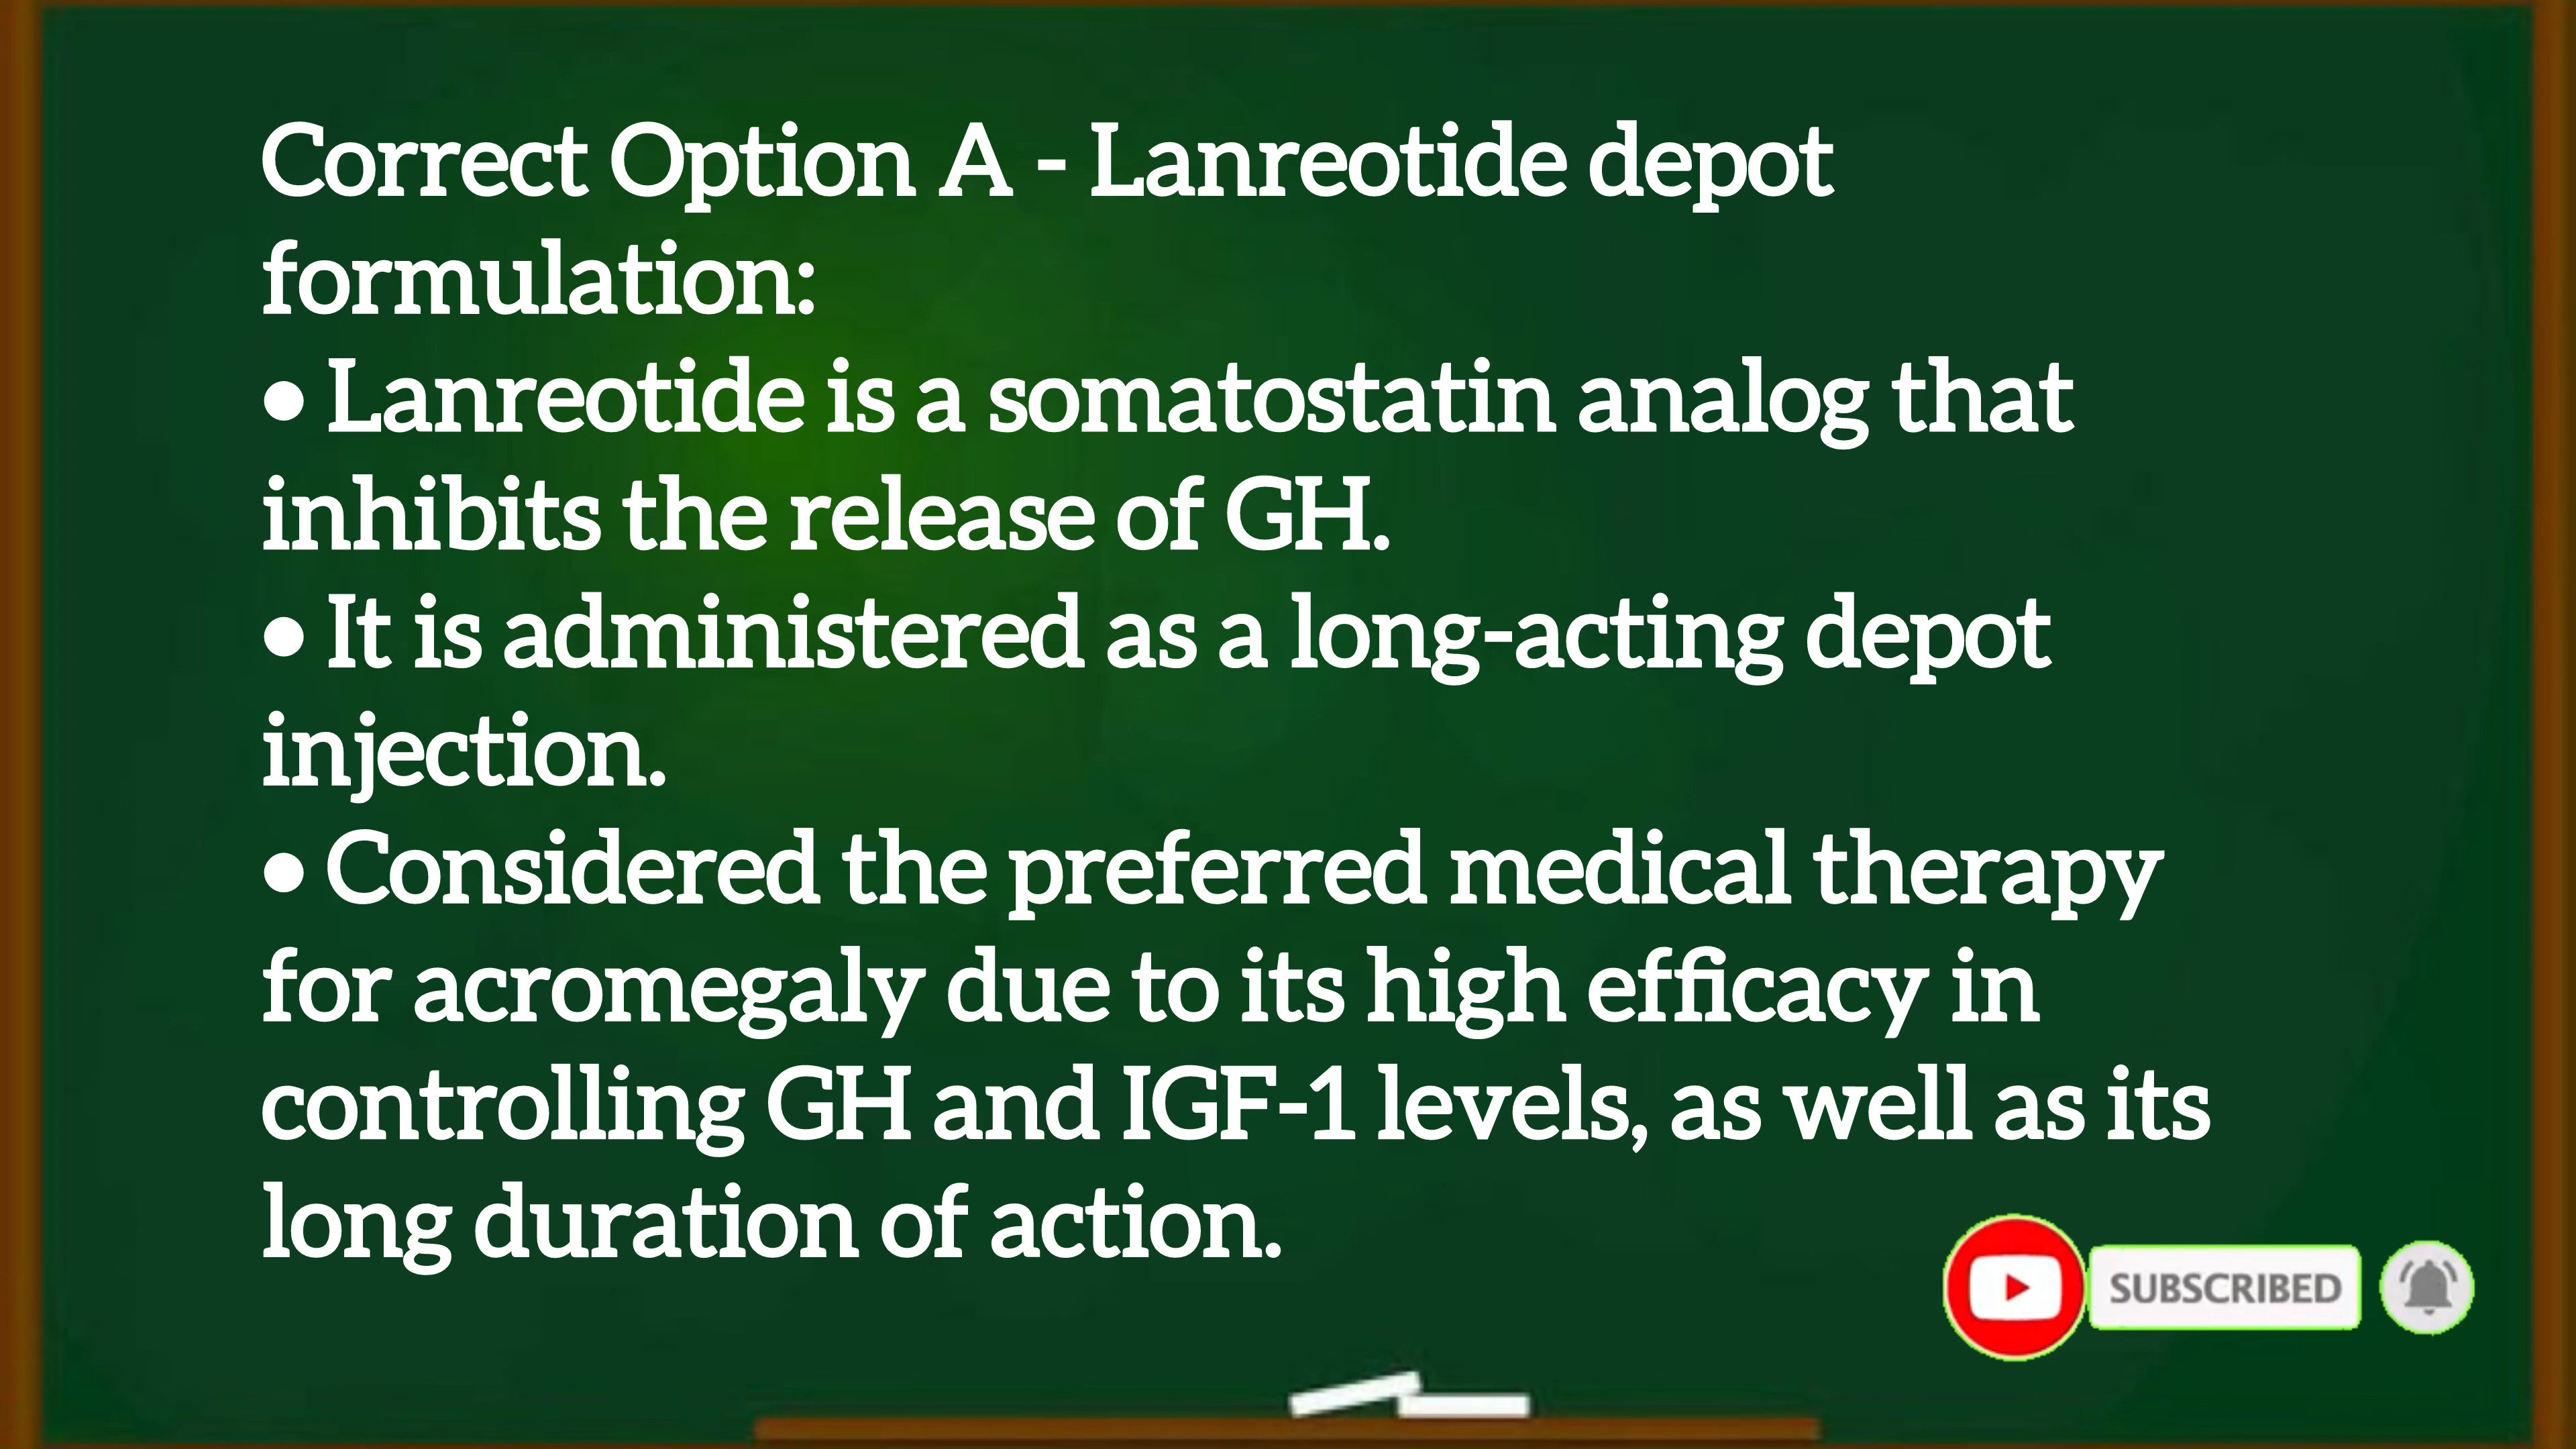 Correct Option A - Lanreotide depot
formulation:
• Lanreotide is a somatostatin analog that
inhibits the release of GH.
• It is administered as a long-acting depot
injection.
• Considered the preferred medical therapy
for acromegaly due to its high efficacy in
controlling GH and IGF-1 levels, as well as its
long duration of action.
SUBSCRIBED